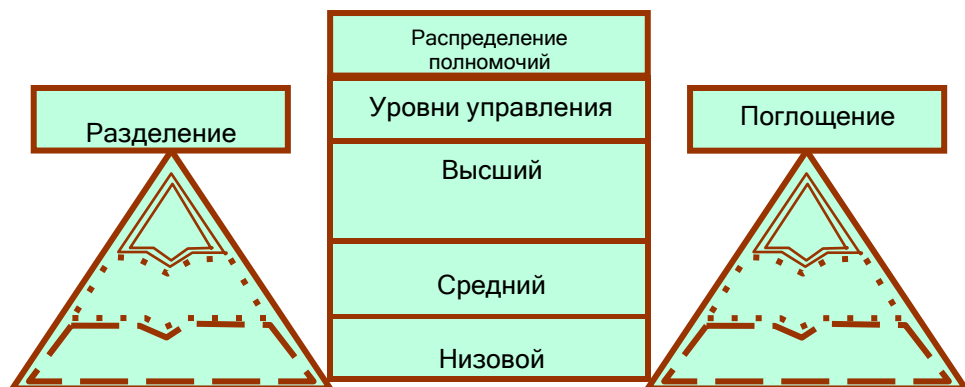 Распределение
полномочий
Разделение
Уровни управления
Поглощение
Высший
Средний
Низовой